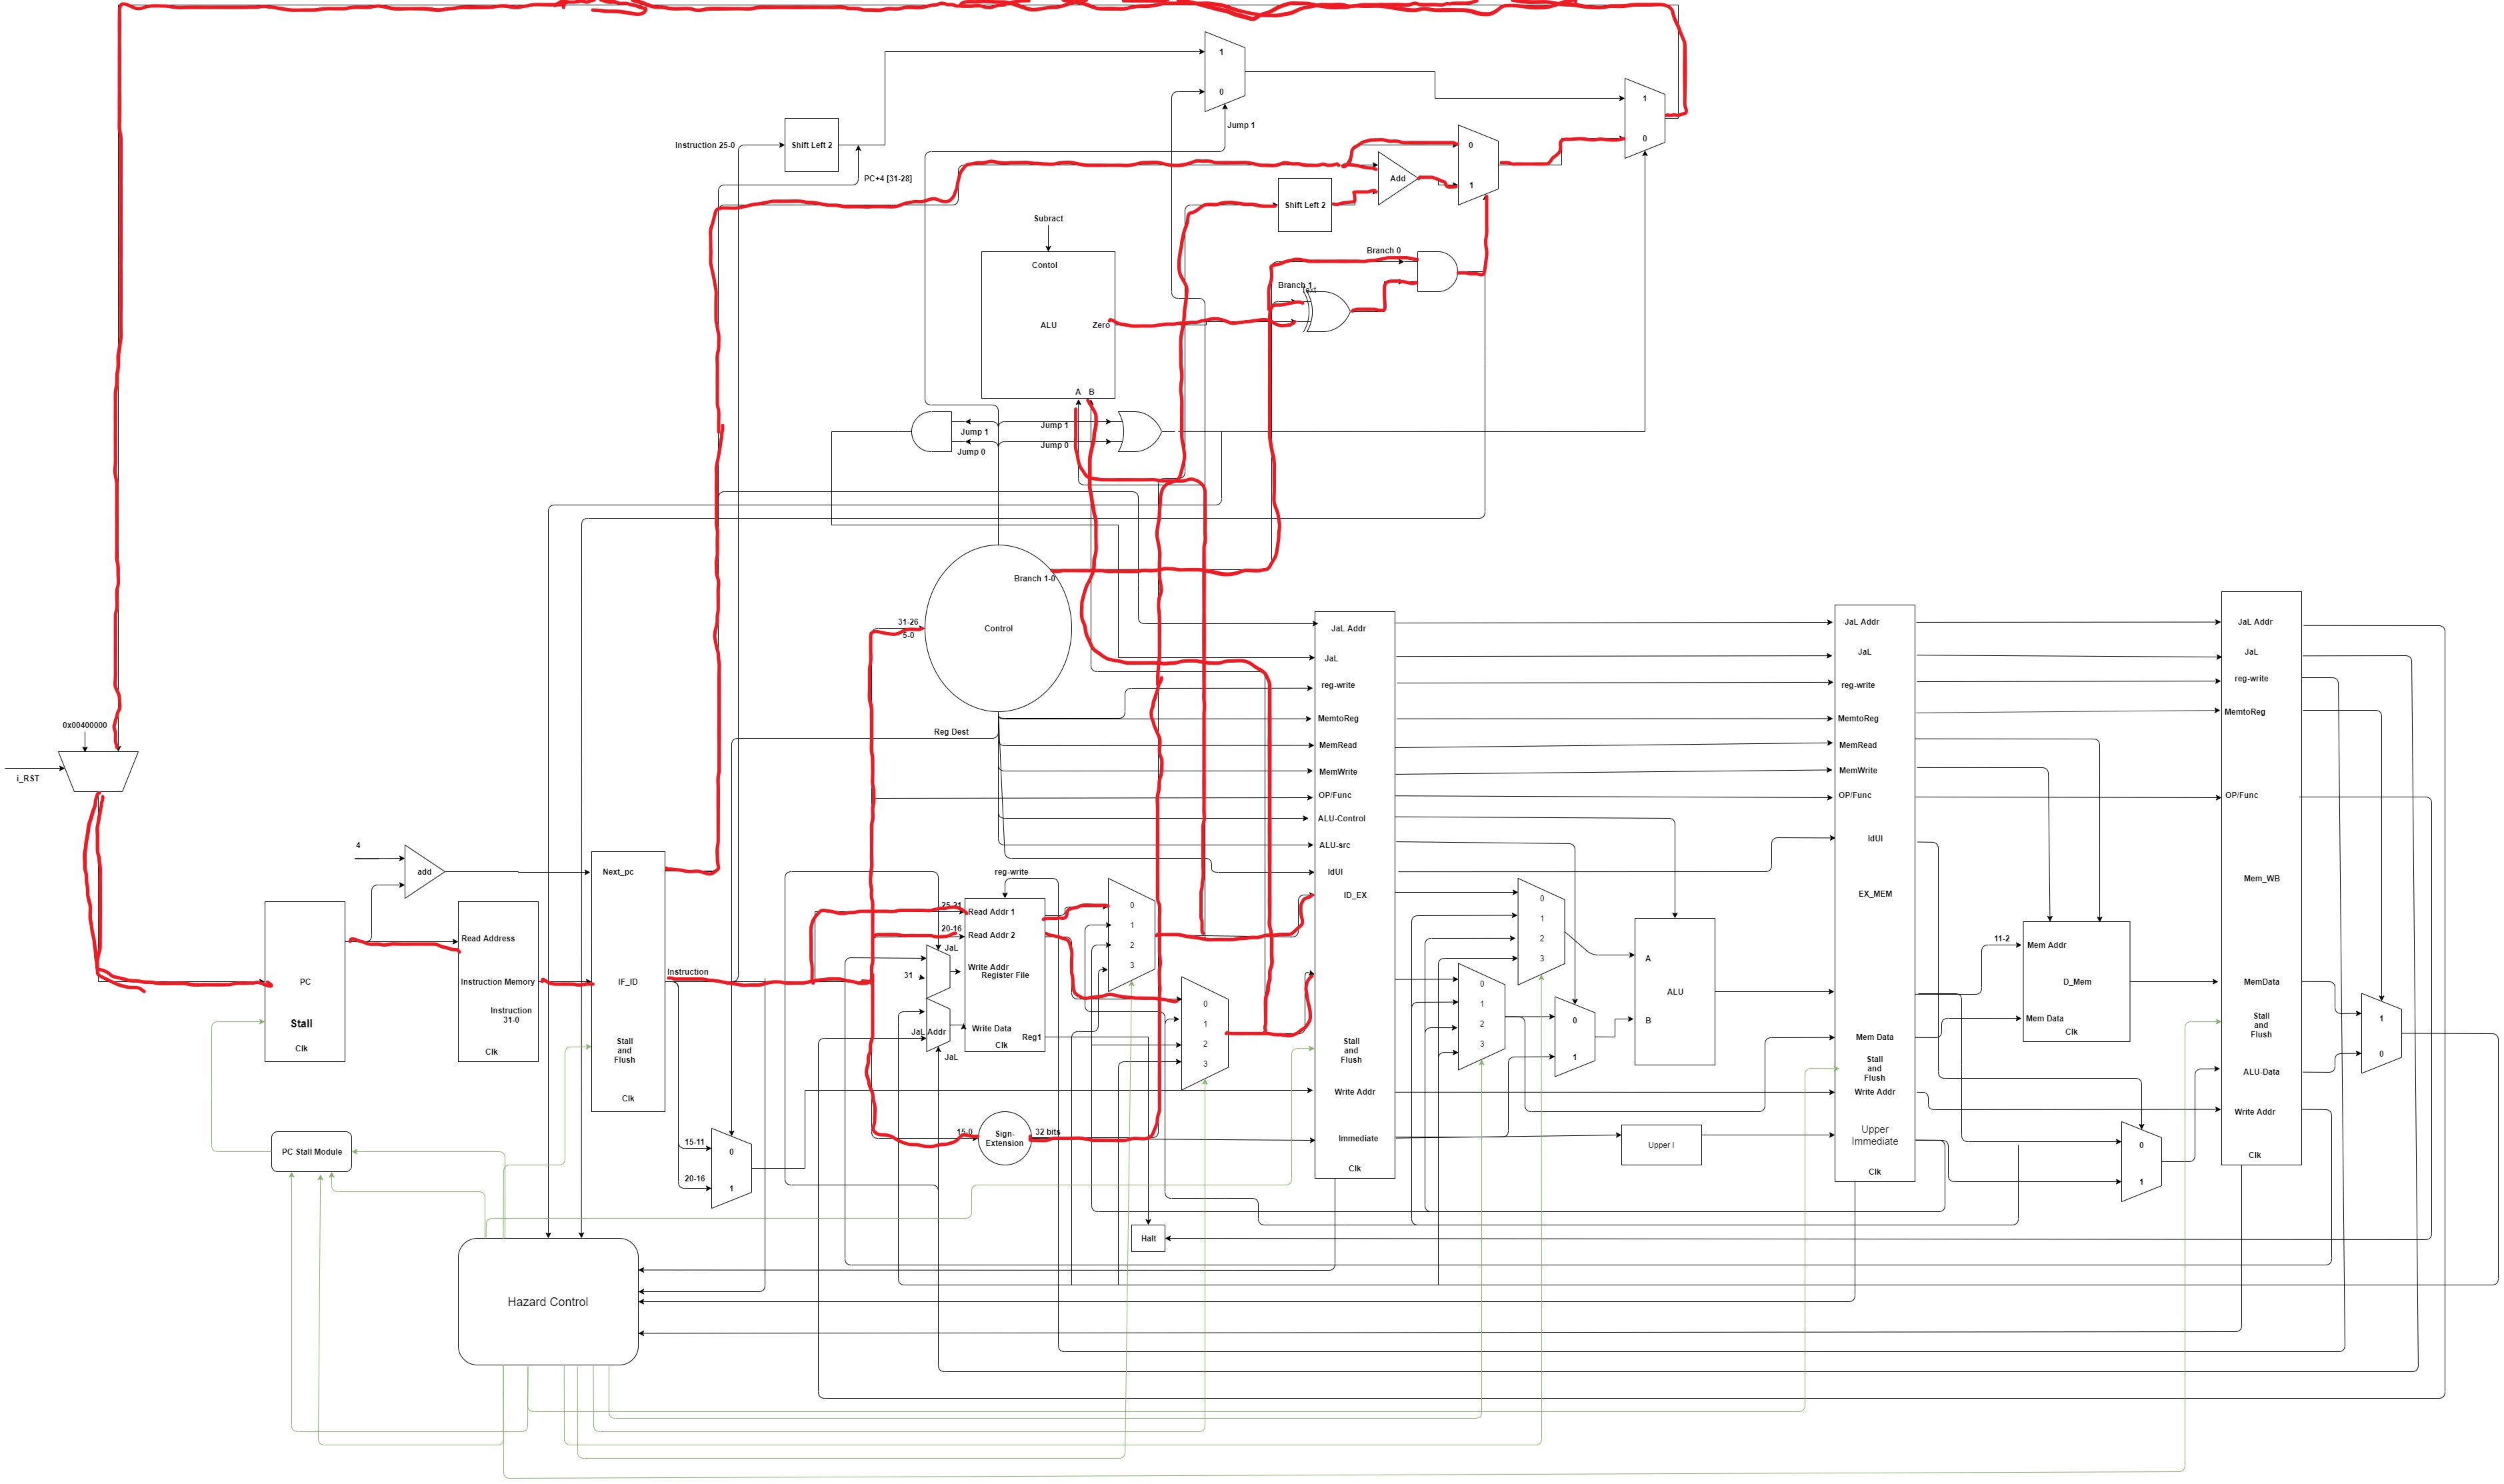 1
0
Jump 1
1
0
Instruction 25-0
Shift Left 2
PC+4 [31-28]
0
1
Add
Shift Left 2
Subtract
Contol
ALU
Zero
A B
Branch 0
Branch 1
Jump 1
Jump 0
Jump 1
Jump 0
Branch 1-0
Control
31-26
5-0
Reg Dest
0x00400000
i_RST
4
add
PC
Stall
Clk
Read Address
Instruction Memory
Instruction
31-0
Clk
Next_pc
IF_ID
Stall
and
Flush
Clk
Instruction
PC Stall Module
15-11
20-16
0
1
Hazard Control
reg-write
25-21
20-16
Read Addr 1
Read Addr 2
JaL
31
Write Addr
Register File
JaL Addr
Write Data
Reg1
Clk
JaL
0
1
2
3
0
1
2
3
15-0
Sign-
Extension
32 bits
Halt
JaL Addr
JaL
reg-write
MemtoReg
MemRead
MemWrite
OP/Func
ALU-Control
ALU-src
IdUI
ID_EX
Stall
and
Flush
Write Addr
Immediate
Clk
0
1
2
3
0
1
2
3
0
1
A
ALU
B
Upper I
JaL Addr
JaL
reg-write
MemtoReg
MemRead
MemWrite
OP/Func
IdUI
EX_MEM
Mem Data
Stall
and
Flush
Write Addr
Upper
Immediate
Clk
11-2
Mem Addr
D_Mem
Mem Data
Clk
0
1
JaL Addr
JaL
reg-write
MemtoReg
OP/Func
Mem_WB
MemData
Stall
and
Flush
ALU-Data
Write Addr
Clk
1
0